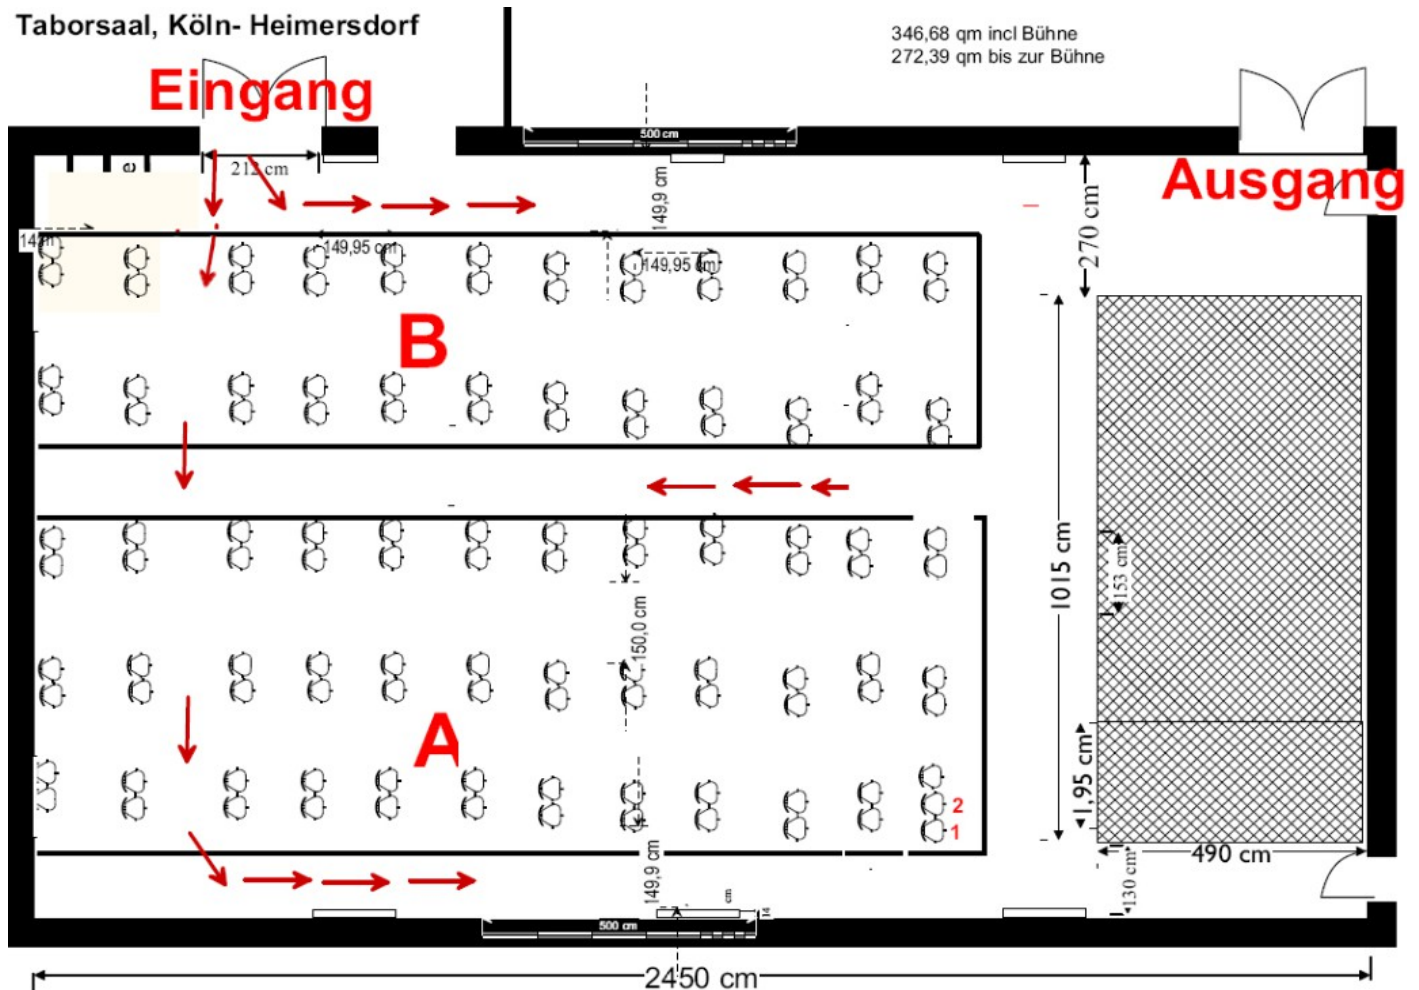 Taborsaal, Köln- Heimersdorf
346,68 qm incl Bühne
272,39 qm bis zur Bühne
Eingang
500 cm
Ausgang
e
212 cm
149,9 cm
270 cm
149,95 cm
149,95 cm
B
1015 cm
153 cm
150,0 cm
A
1,95 cm
2
1
490 cm
149,9 cm
130 cm
cm
14
500 cm
2450 cm